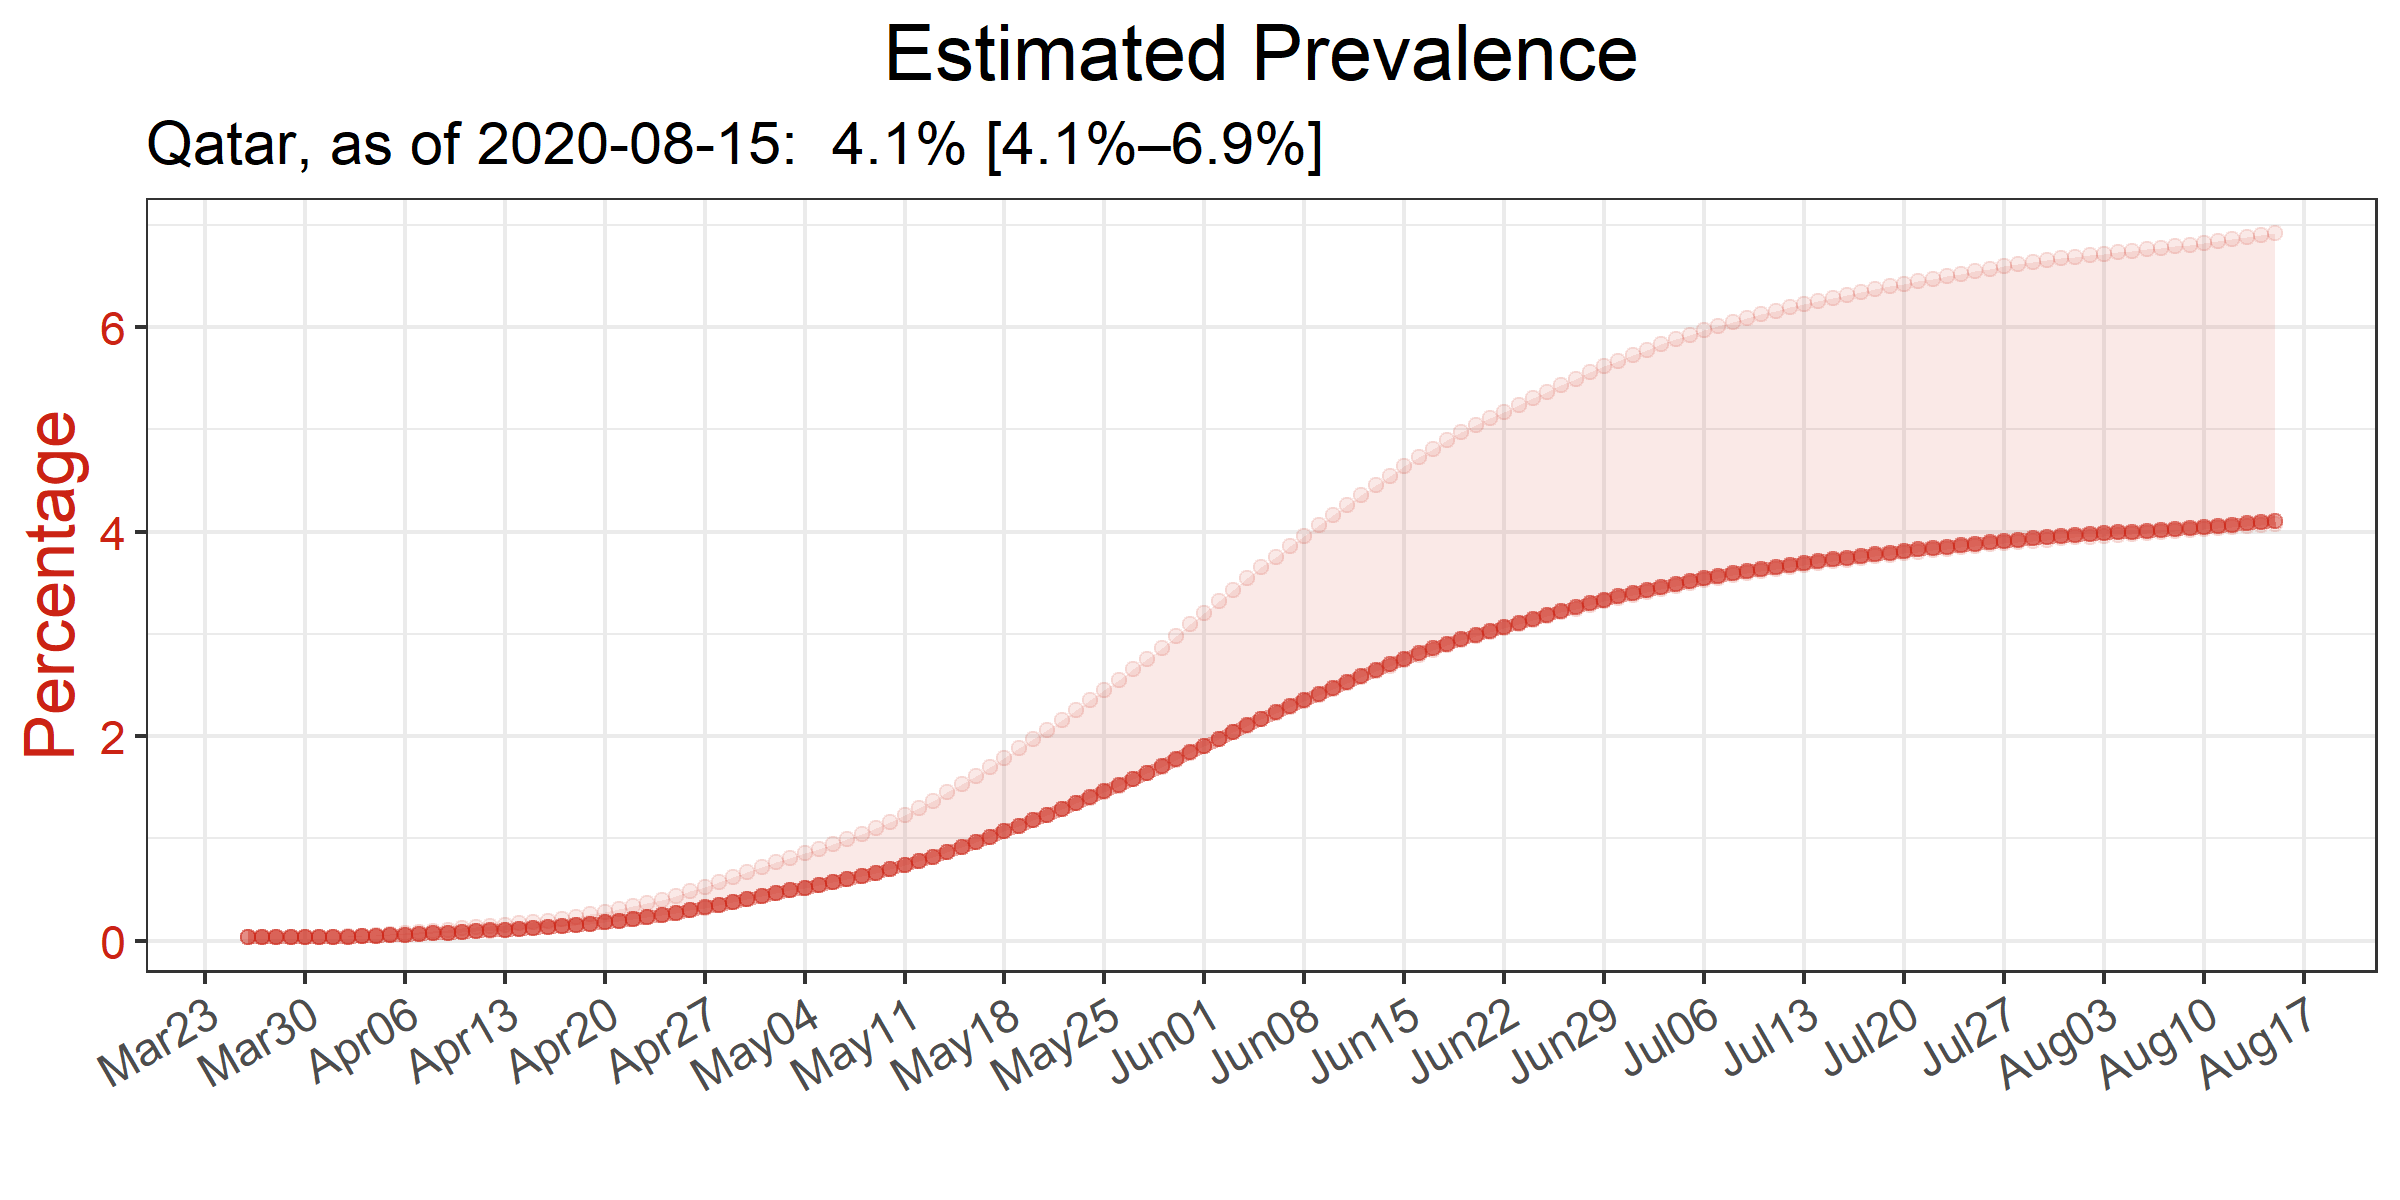 Estimated Prevalence
Qatar, as of 2020-08-15:  4.1% [4.1%–6.9%]
Percentage
6
4
2
0
Mar23
Mar30
Apr06
Apr13
Apr20
Apr27
May04
May11
May18
May25
Jun01
Jun08
Jun15
Jun22
Jun29
Jul06
Jul13
Jul20
Jul27
Aug03
Aug10
Aug17